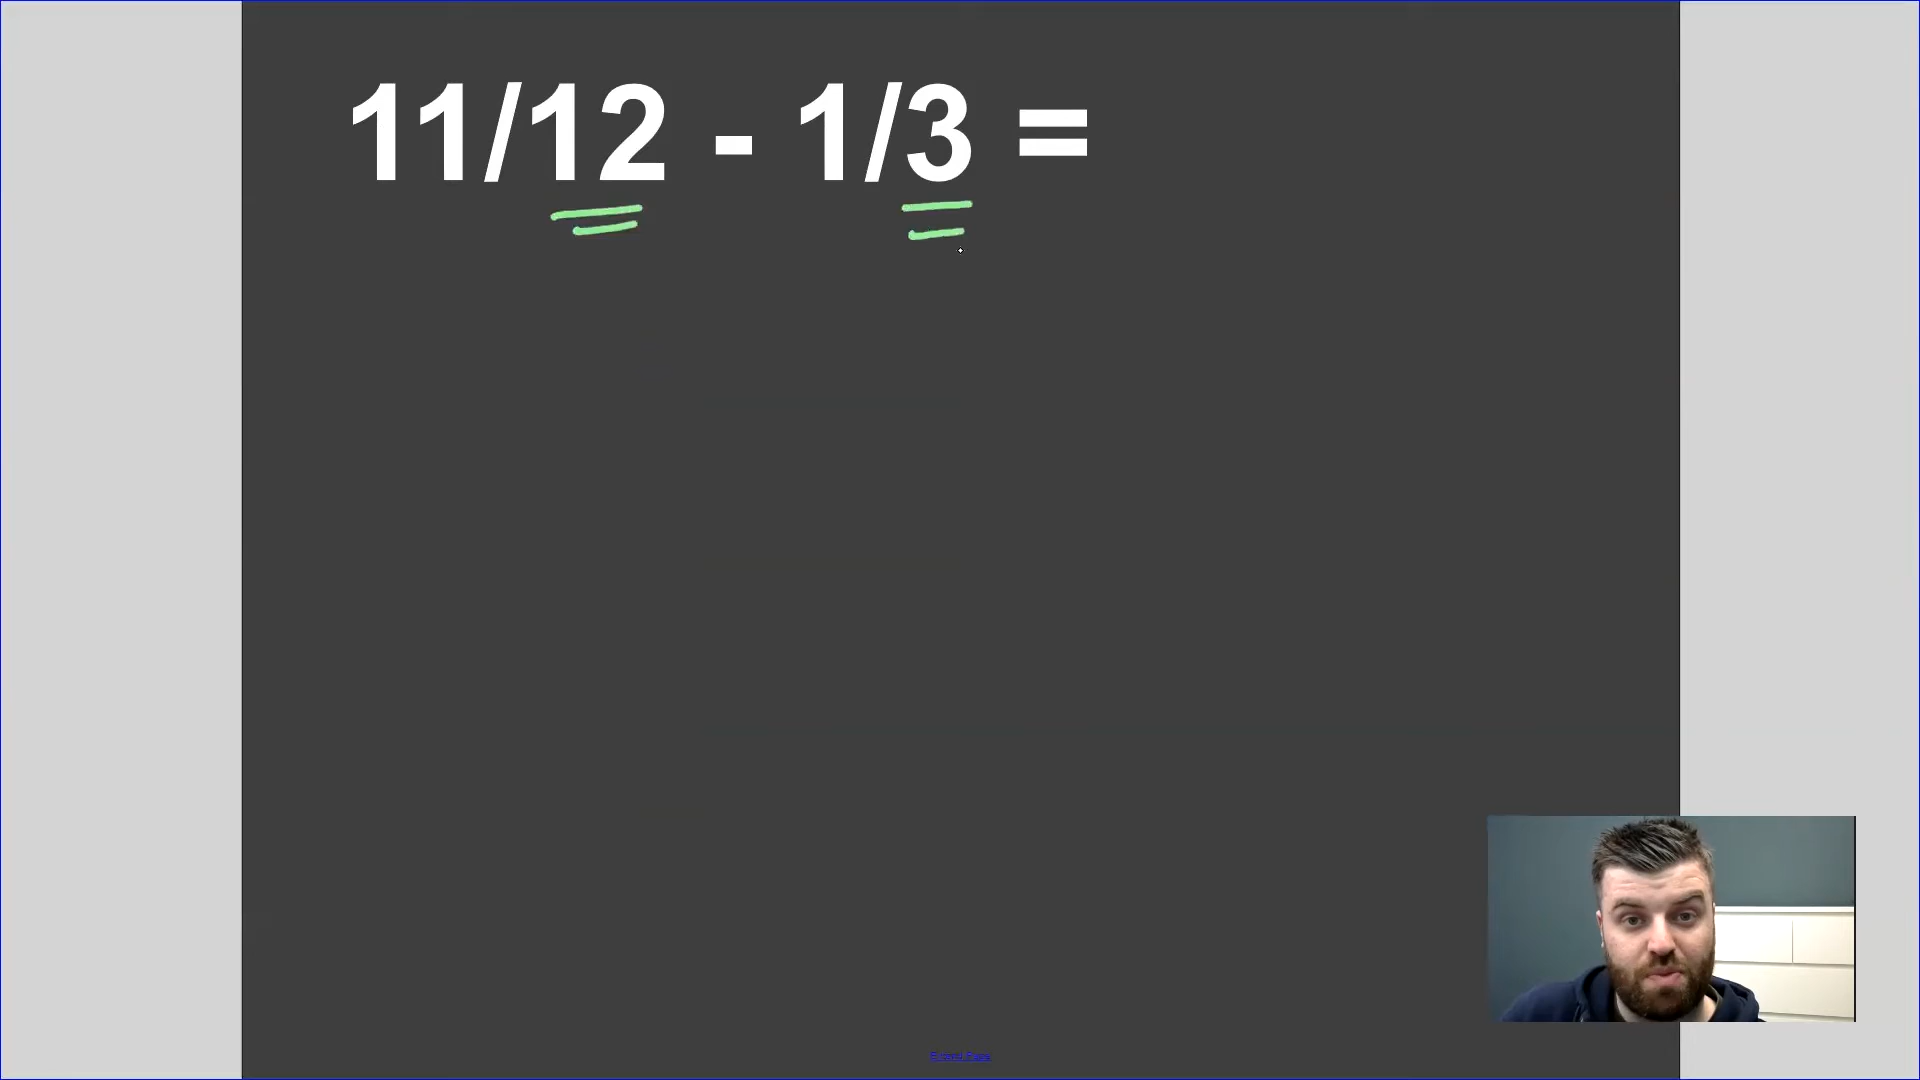 11/12 - 1/3 =